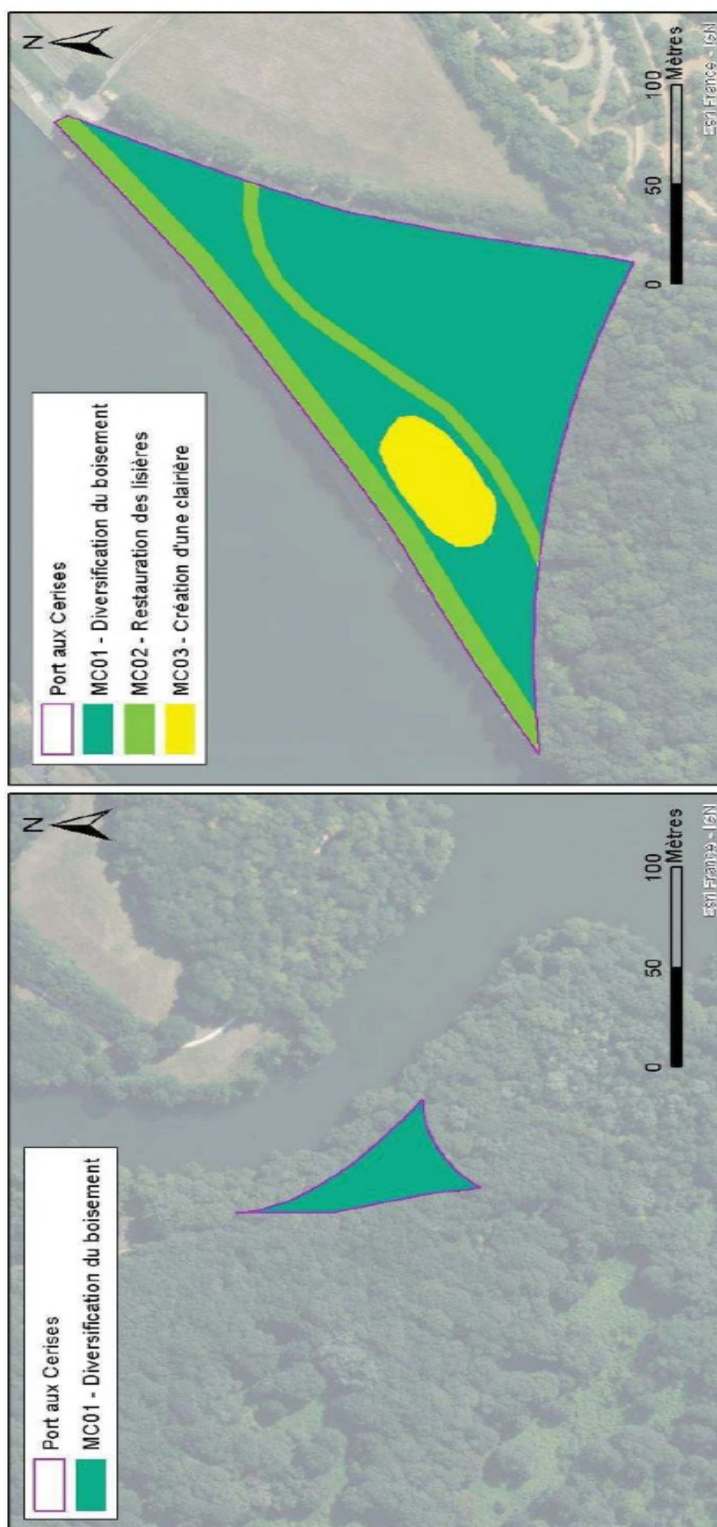 Port aux Cerises
MC01 - Diversification du boisement
N
0 50 100
Mètres
Esri France - IGN
Port aux Cerises
MC01 - Diversification du boisement
MC02 - Restauration des lisières
MC03 - Création d'une clairière
N
0 50 100
Mètres
Esri France - IGN